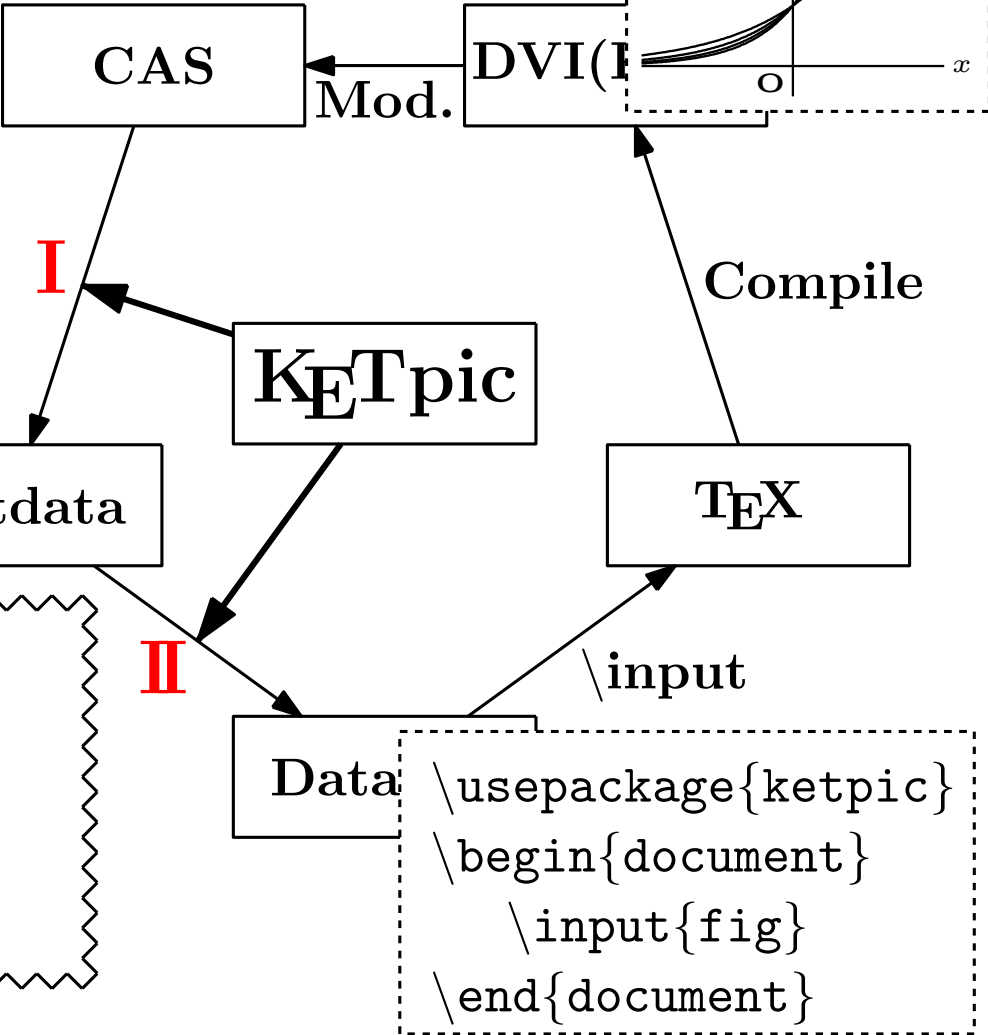 CAS
DVI(
x
O
Mod.
I
Compile
KETpic
tdata
TEX
II
\input
Data
\usepackage{ketpic}
\begin{document}
\input{fig}
\end{document}